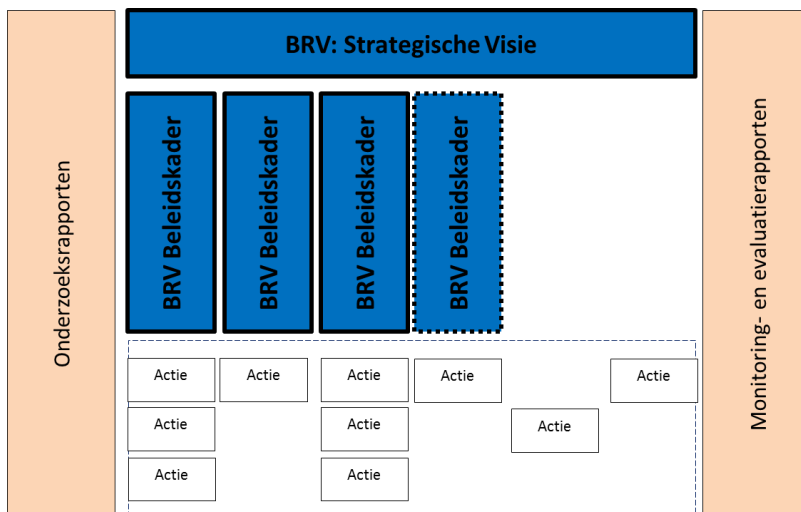 BRV: Strategische Visie
Onderzoeksrapporten
BRV Beleidskader
BRV Beleidskader
BRV Beleidskader
BRV Beleidskader
Monitoring- en evaluatierapporten
Actie
Actie
Actie
Actie
Actie
Actie
Actie
Actie
Actie
Actie